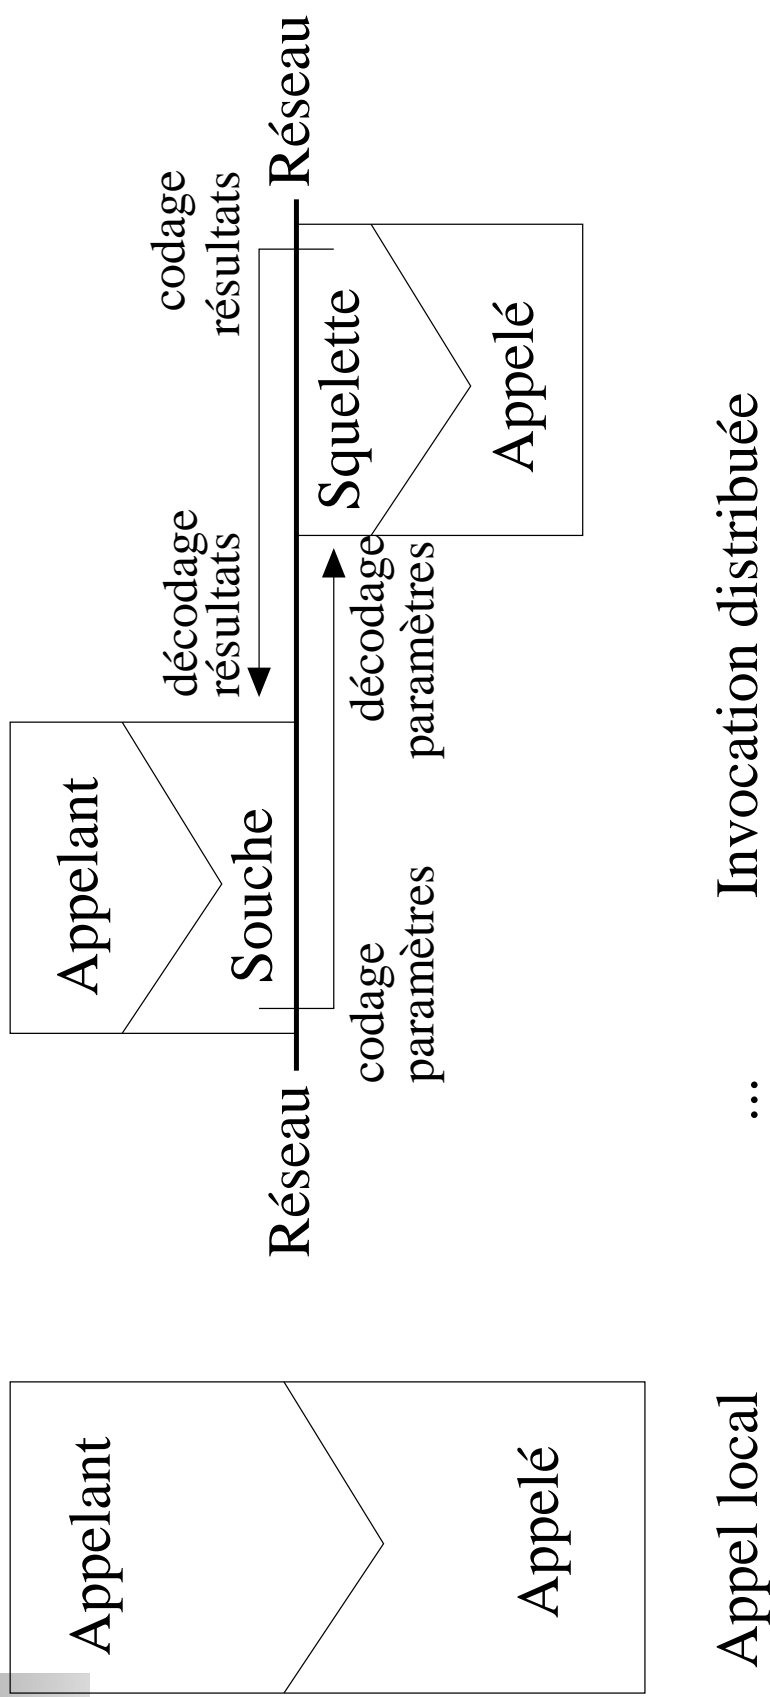 Appelant
Appelé
Appel local
...
Réseau
Appelant
Souche
codage
paramètres
décodage
résultats
décodage
paramètres
codage
résultats
Squelette
Appelé
Réseau
Invocation distribuée